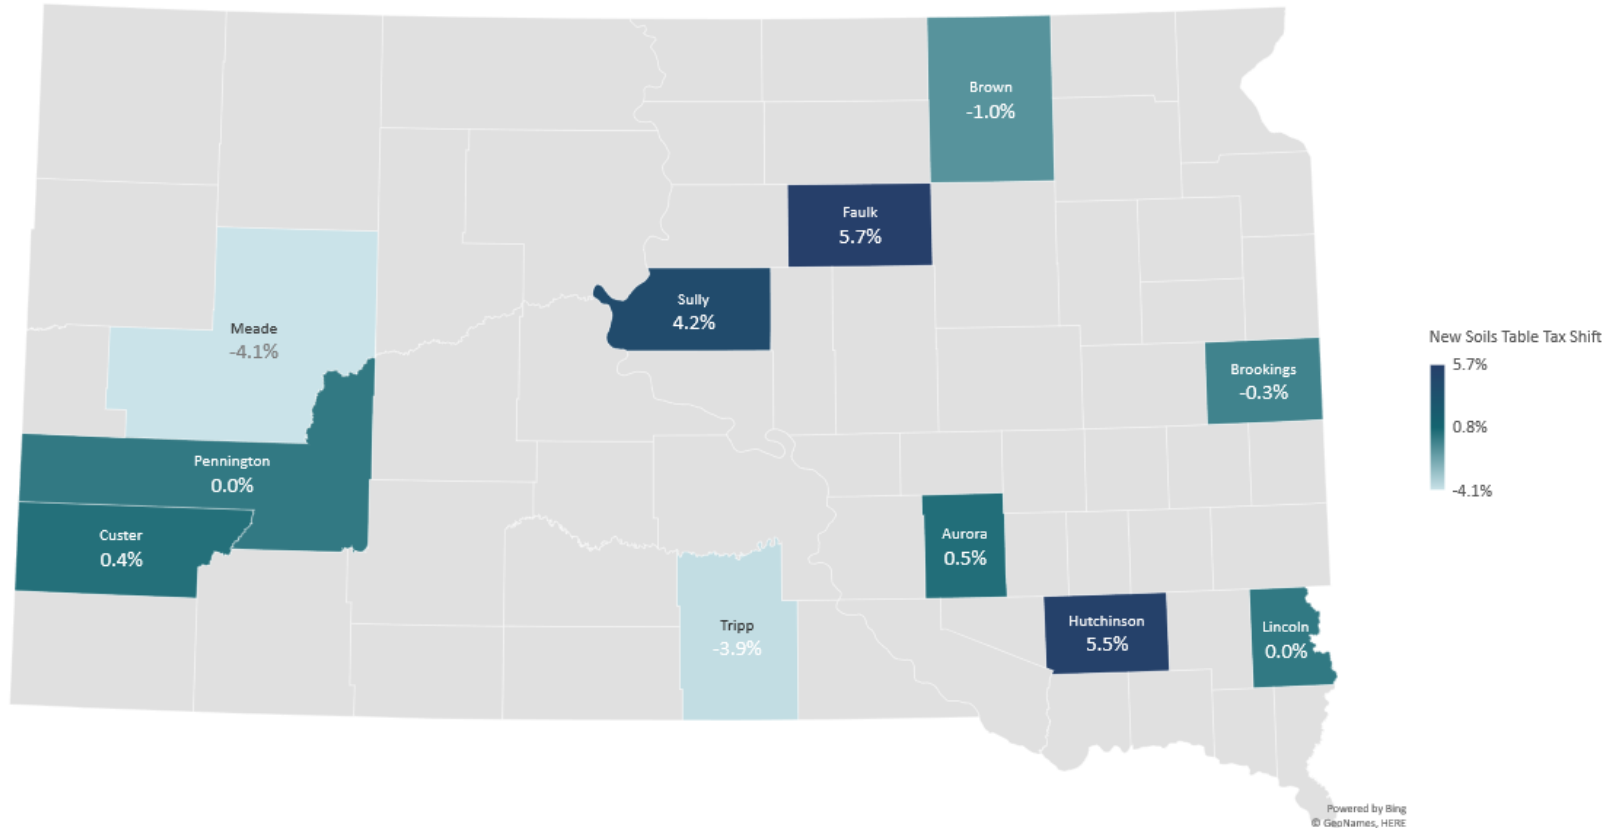 Brown
-1.0%
Faulk
5.7%
Sully
4.2%
Meade
-4.1%
New Soils Table Tax Shift
5.7%
0.8%
-4.1%
Brookings
-0.3%
Pennington
0.0%
Custer
0.4%
Aurora
0.5%
Tripp
-3.9%
Hutchinson
5.5%
Lincoln
0.0%
Powered by Bing
© GeoNames, HERE